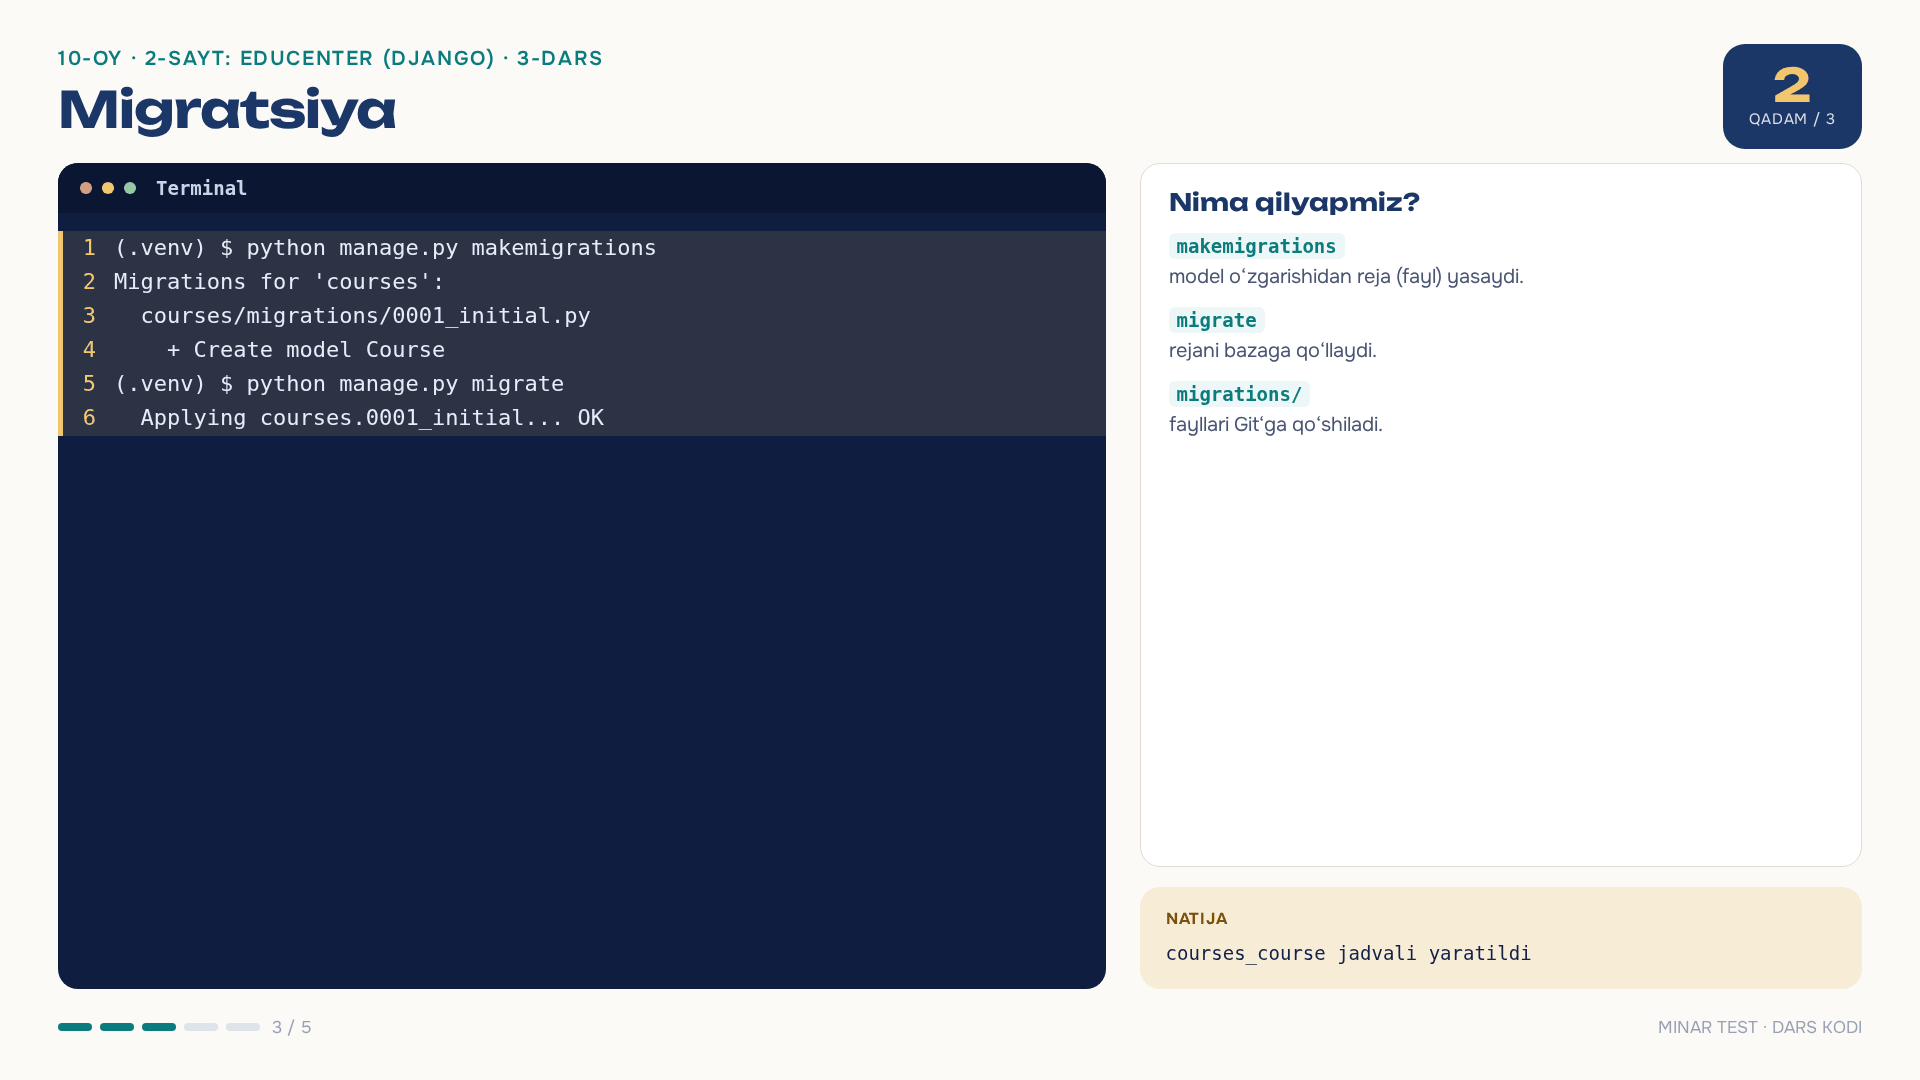 10-OY · 2-SAYT: EDUCENTER (DJANGO) · 3-DARS
Migratsiya
2
QADAM / 3
Terminal
1 (.venv) $ python manage.py makemigrations
2 Migrations for 'courses':
3   courses/migrations/0001_initial.py
4     + Create model Course
5 (.venv) $ python manage.py migrate
6   Applying courses.0001_initial... OK
Nima qilyapmiz?
makemigrations
model o‘zgarishidan reja (fayl) yasaydi.
migrate
rejani bazaga qo‘llaydi.
migrations/
fayllari Git‘ga qo‘shiladi.
NATIJA
courses_course jadvali yaratildi
3 / 5
MINAR TEST · DARS KODI